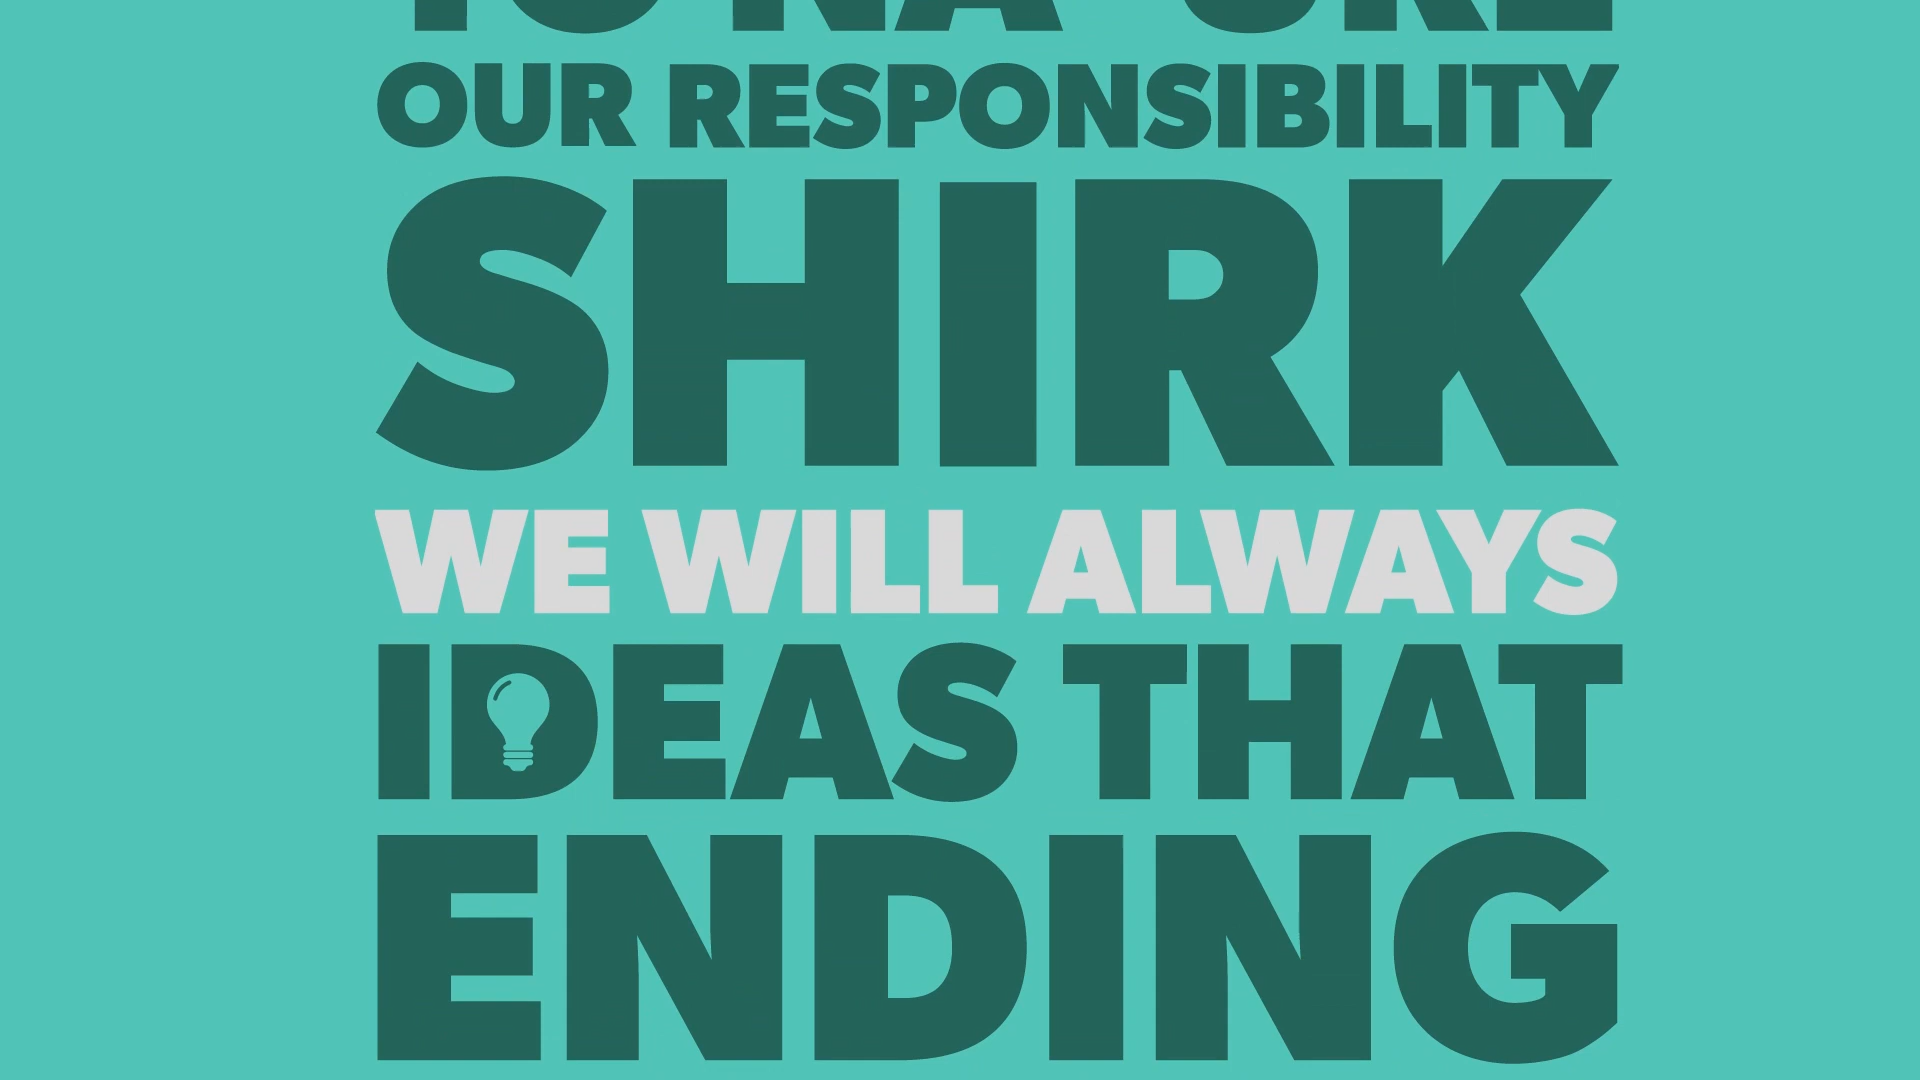 OUR RESPONSIBILITY
SHIRK
WE WILL ALWAYS
IDEAS THAT
ENDING